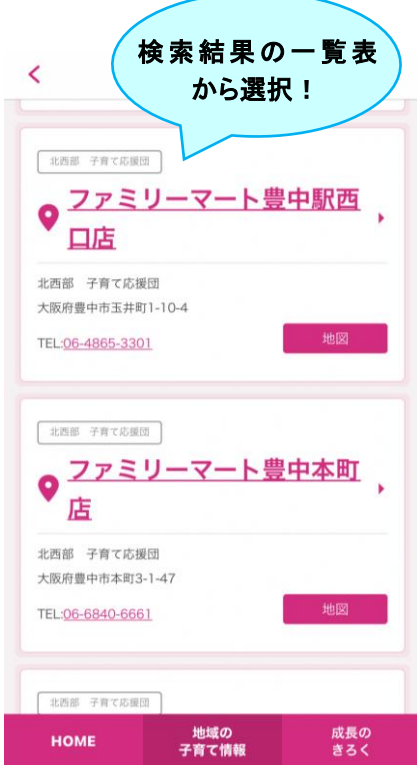 検索結果の一覧表
から選択！
北西部　子育て応援団
ファミリーマート豊中駅西
口店
北西部　子育て応援団
大阪府豊中市玉井町1-10-4
TEL:06-4865-3301
地図
北西部　子育て応援団
ファミリーマート豊中本町
店
北西部　子育て応援団
大阪府豊中市本町3-1-47
TEL:06-6840-6661
地図
北西部　子育て応援団
HOME
地域の
子育て情報
成長の
きろく